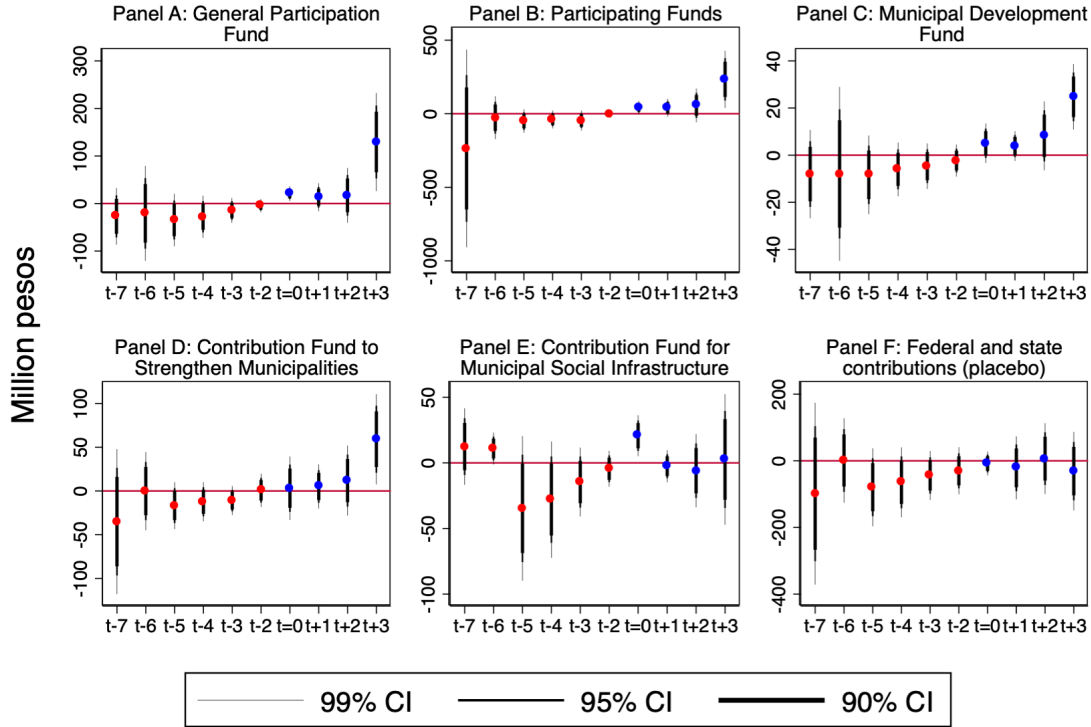 Panel A: General Participation
Fund
Panel B: Participating Funds
Panel C: Municipal Development
Fund
300
200
100
0
-100
500
0
-500
-1000
40
20
0
-20
-40
t-7 t-6 t-5 t-4 t-3 t-2 t=0 t+1 t+2 t+3
t-7 t-6 t-5 t-4 t-3 t-2 t=0 t+1 t+2 t+3
t-7 t-6 t-5 t-4 t-3 t-2 t=0 t+1 t+2 t+3
Million pesos
Panel D: Contribution Fund to
Strengthen Municipalities
Panel E: Contribution Fund for
Municipal Social Infrastructure
Panel F: Federal and state
contributions (placebo)
100
50
0
-50
-100
50
0
-50
-100
200
0
-200
-400
t-7 t-6 t-5 t-4 t-3 t-2 t=0 t+1 t+2 t+3
t-7 t-6 t-5 t-4 t-3 t-2 t=0 t+1 t+2 t+3
t-7 t-6 t-5 t-4 t-3 t-2 t=0 t+1 t+2 t+3
99% CI 95% CI 90% CI